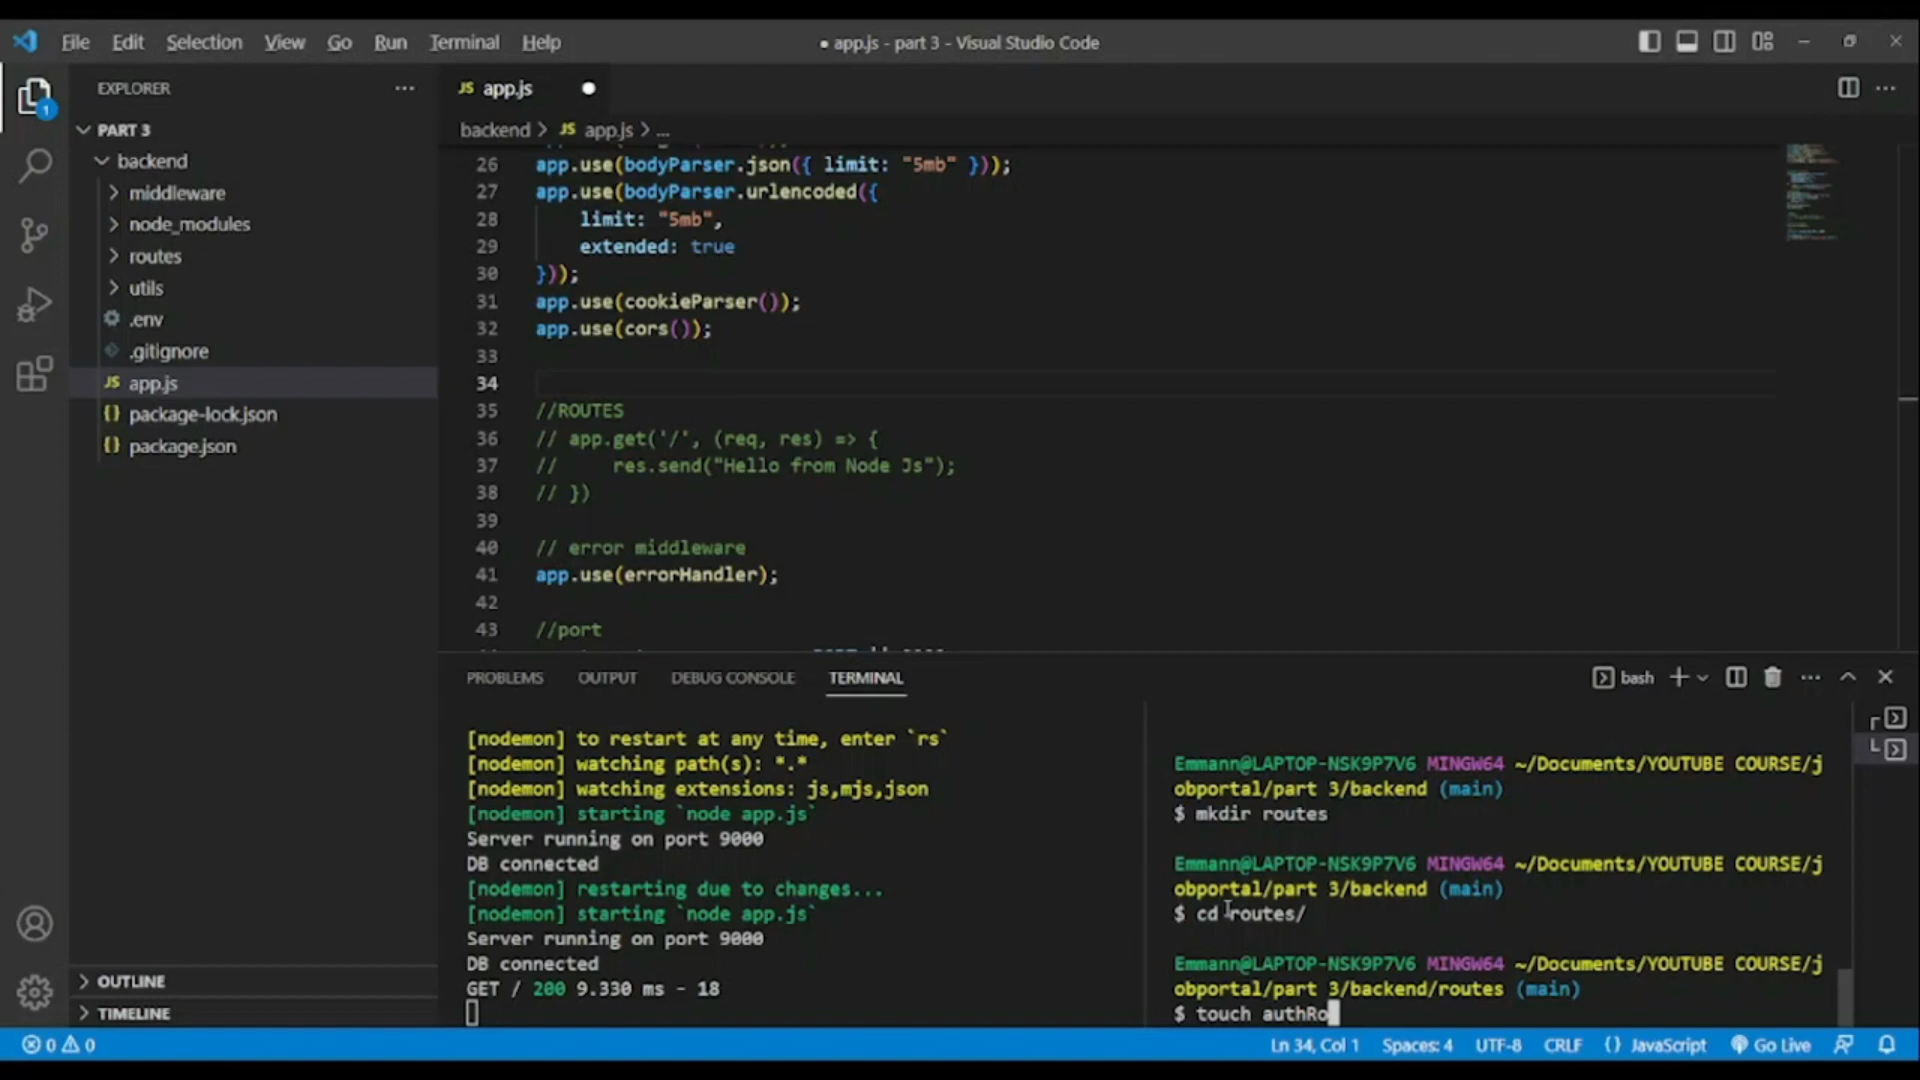 File Edit Selection View Go Run Terminal Help
● app.js - part 3 - Visual Studio Code
EXPLORER
JS app.js
1
PART 3
backend > JS app.js > ...
backend
middleware
node_modules
routes
utils
.env
.gitignore
JS app.js
{} package-lock.json
{} package.json
OUTLINE
TIMELINE
26 app.use(bodyParser.json({ limit: "5mb" }));
27 app.use(bodyParser.urlencoded({
28 limit: "5mb",
29 extended: true
30 }));
31 app.use(cookieParser());
32 app.use(cors());
33
34
35 //ROUTES
36 // app.get('/', (req, res) => {
37 // res.send("Hello from Node Js");
38 // })
39
40 // error middleware
41 app.use(errorHandler);
42
43 //port
PROBLEMS OUTPUT DEBUG CONSOLE TERMINAL
bash
[nodemon] to restart at any time, enter `rs`
[nodemon] watching path(s): *.*
[nodemon] watching extensions: js,mjs,json
[nodemon] starting `node app.js`
Server running on port 9000
DB connected
[nodemon] restarting due to changes...
[nodemon] starting `node app.js`
Server running on port 9000
DB connected
GET / 200 9.330 ms - 18
Emmann@LAPTOP-NSK9P7V6 MINGW64 ~/Documents/YOUTUBE COURSE/j
obportal/part 3/backend (main)
$ mkdir routes
Emmann@LAPTOP-NSK9P7V6 MINGW64 ~/Documents/YOUTUBE COURSE/j
obportal/part 3/backend (main)
$ cd routes/
Emmann@LAPTOP-NSK9P7V6 MINGW64 ~/Documents/YOUTUBE COURSE/j
obportal/part 3/backend/routes (main)
$ touch authRo
0 0
Ln 34, Col 1 Spaces: 4 UTF-8 CRLF {} JavaScript Go Live